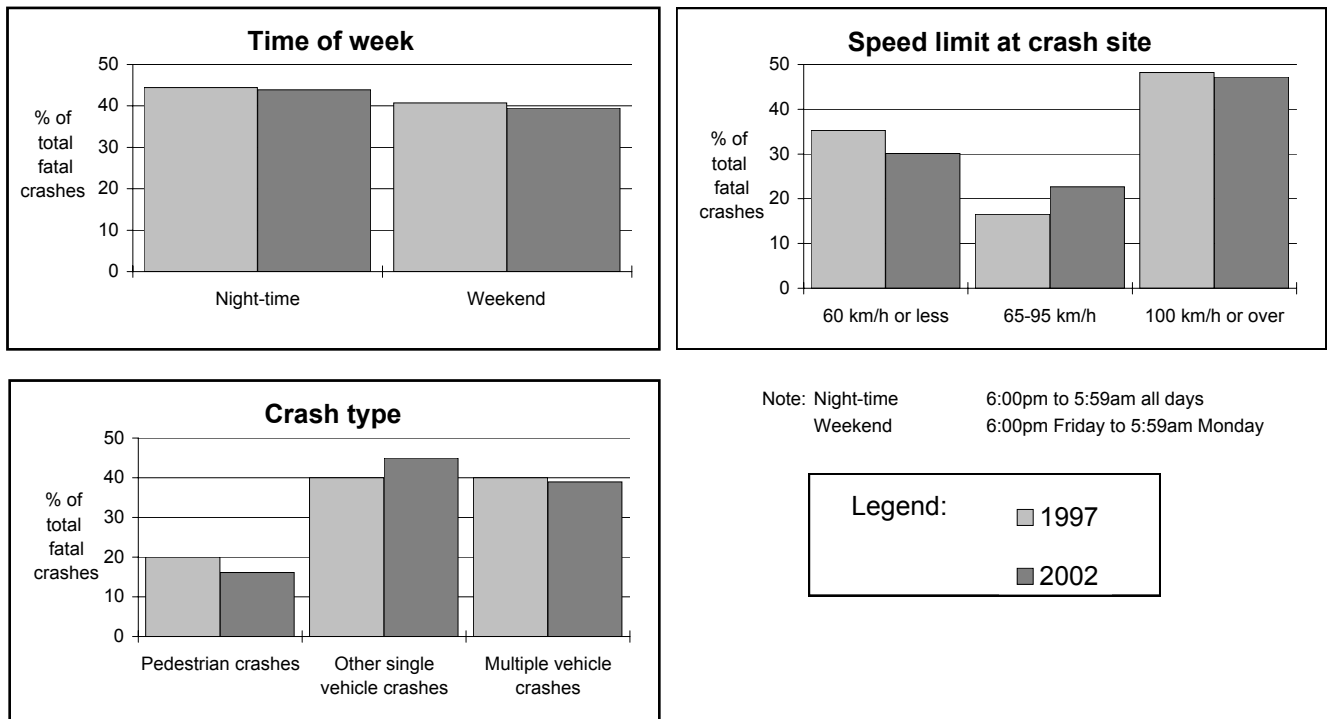 Time of week
% of
total
fatal
crashes
50
40
30
20
10
0
Night-time
Weekend
Speed limit at crash site
% of
total
fatal
crashes
50
40
30
20
10
0
60 km/h or less
65-95 km/h
100 km/h or over
Crash type
% of
total
fatal
crashes
50
40
30
20
10
0
Pedestrian crashes
Other single
vehicle crashes
Multiple vehicle
crashes
Note: Night-time 6:00pm to 5:59am all days
Weekend 6:00pm Friday to 5:59am Monday
Legend:
1997
2002